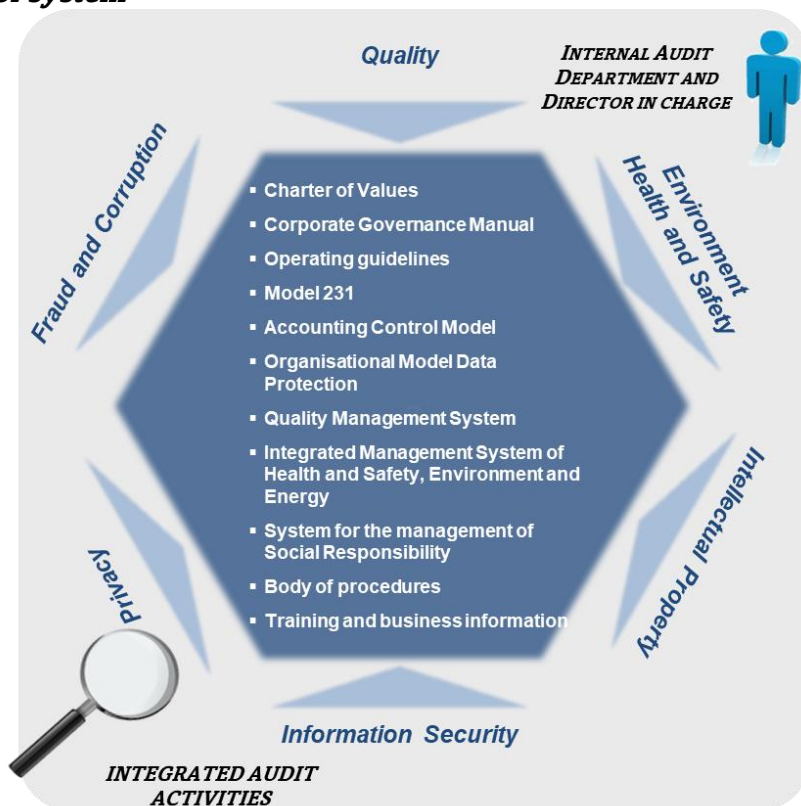 system
Quality
INTERNAL AUDIT
DEPARTMENT AND
DIRECTOR IN CHARGE
Fraud and Corruption
Environment
Health and Safety
▪ Charter of Values
▪ Corporate Governance Manual
▪ Operating guidelines
▪ Model 231
▪ Accounting Control Model
▪ Organisational Model Data
Protection
▪ Quality Management System
▪ Integrated Management System of
Health and Safety, Environment and
Energy
▪ System for the management of
Social Responsibility
▪ Body of procedures
▪ Training and business information
Privacy
Intellectual Property
Information Security
INTEGRATED AUDIT
ACTIVITIES